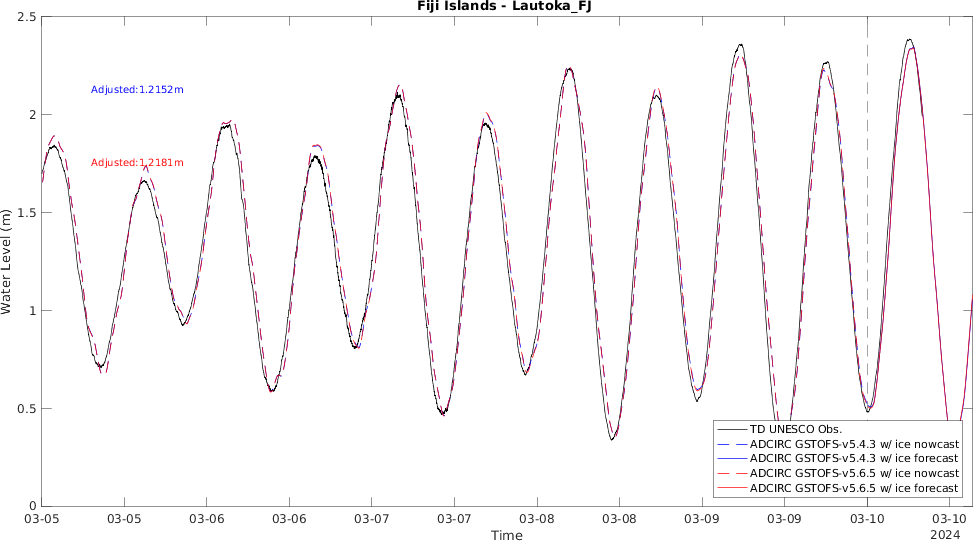 Fiji Islands - Lautoka_FJ
2.5
Adjusted:1.2152m
2
Adjusted:1.2181m
1.5
Water Level (m)
1
0.5
TD UNESCO Obs.
ADCIRC GSTOFS-v5.4.3 w/ ice nowcast
ADCIRC GSTOFS-v5.4.3 w/ ice forecast
ADCIRC GSTOFS-v5.6.5 w/ ice nowcast
ADCIRC GSTOFS-v5.6.5 w/ ice forecast
0
03-05 03-05 03-06 03-06 03-07 03-07 03-08 03-08 03-09 03-09 03-10 03-10
Time 2024